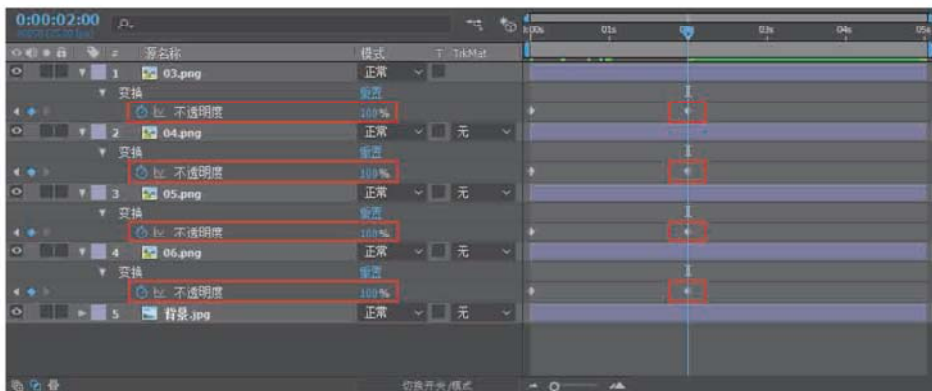 0:00:02:00
源名称 模式 T TrkMat
:00s 01s 03s 04s 05s
1 03.png 正常
变换 重置
不透明度 100%
2 04.png 正常 无
变换 重置
不透明度 100%
3 05.png 正常 无
变换 重置
不透明度 100%
4 06.png 正常 无
变换 重置
不透明度 100%
5 背景.jpg 正常 无
切换开关/模式